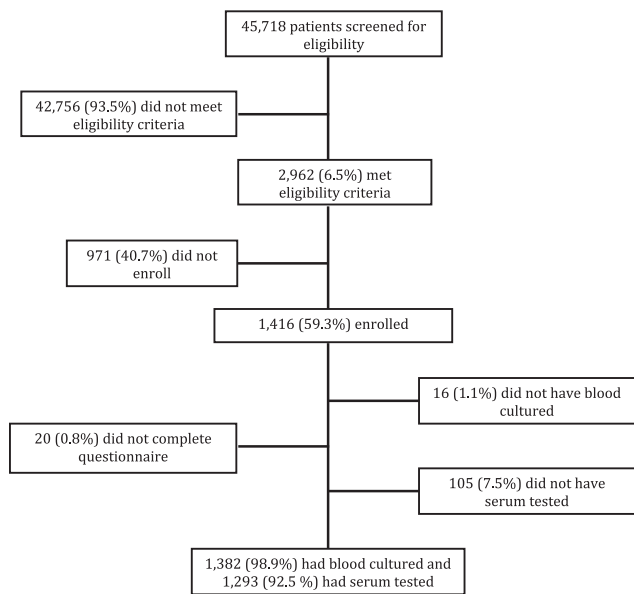 45,718 patients screened for
eligibility
42,756 (93.5%) did not meet
eligibility criteria
2,962 (6.5%) met
eligibility criteria
971 (40.7%) did not
enroll
1,416 (59.3%) enrolled
16 (1.1%) did not have blood
cultured
20 (0.8%) did not complete
questionnaire
105 (7.5%) did not have
serum tested
1,382 (98.9%) had blood cultured and
1,293 (92.5 %) had serum tested